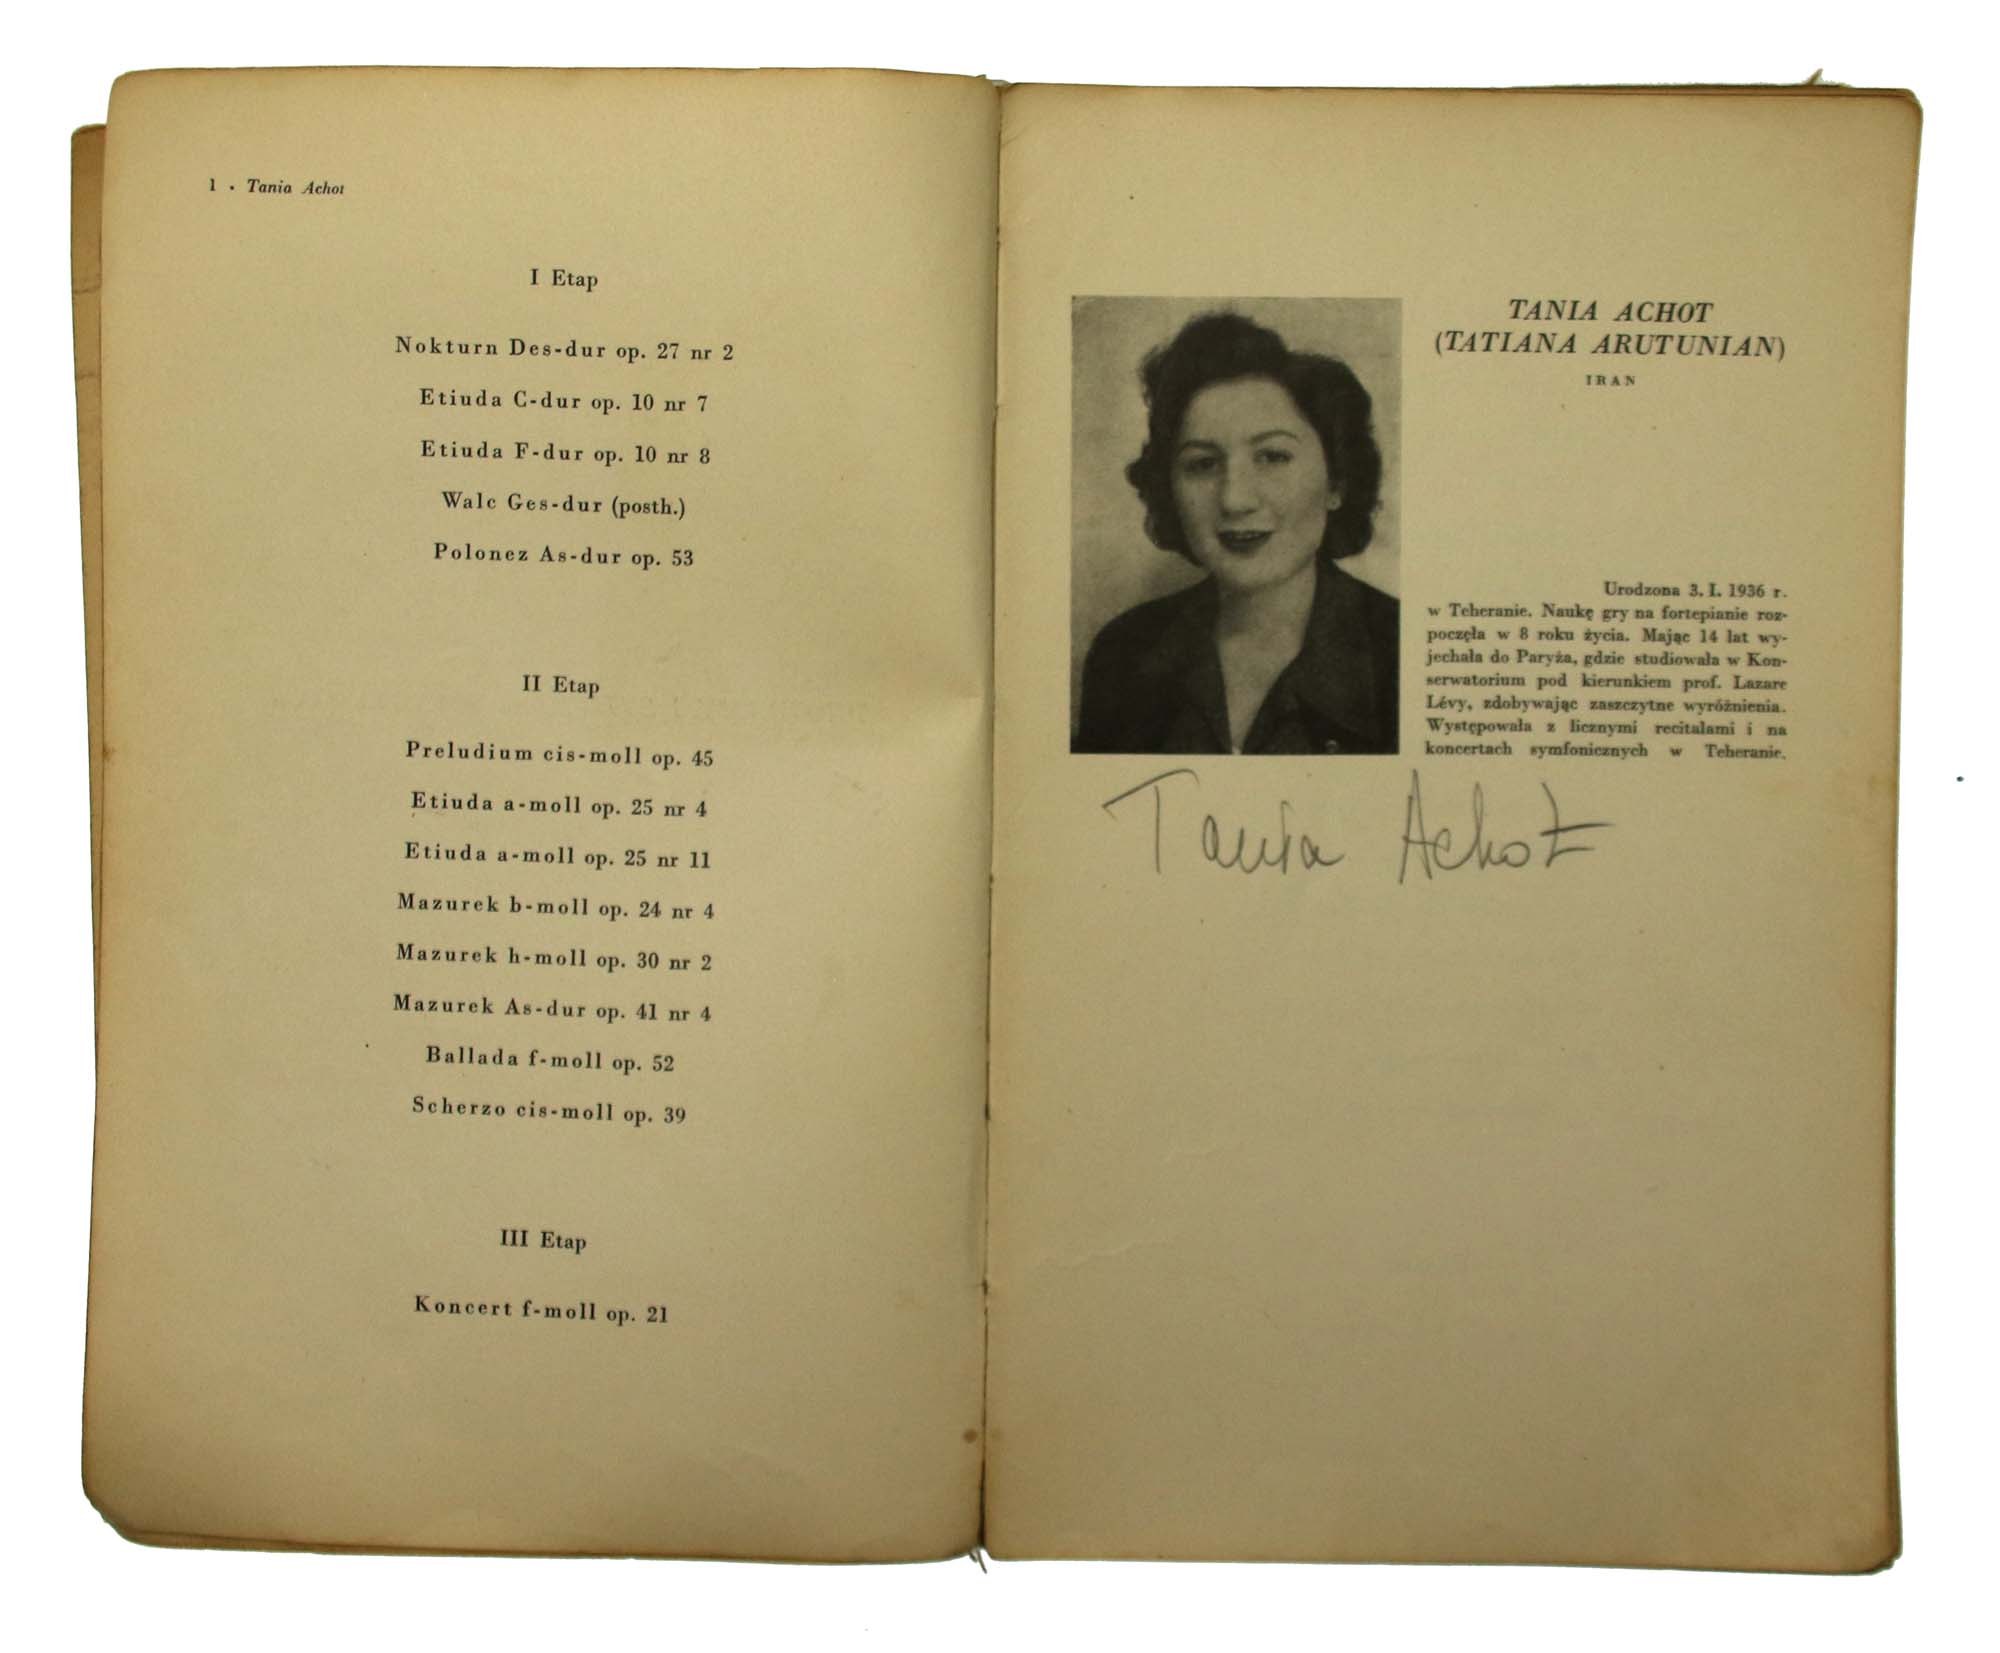 1 • Tania Achot
I Etap
Nokturn Des-dur op. 27 nr 2
Etiuda C-dur op. 10 nr 7
Etiuda F-dur op. 10 nr 8
Walc Ges-dur (posth.)
Polonez As-dur op. 53
II Etap
Preludium cis-moll op. 45
Etiuda a-moll op. 25 nr 4
Etiuda a-moll op. 25 nr 11
Mazurek b-moll op. 24 nr 4
Mazurek h-moll op. 30 nr 2
Mazurek As-dur op. 41 nr 4
Ballada f-moll op. 52
Scherzo cis-moll op. 39
III Etap
Koncert f-moll op. 21
TANIA ACHOT
(TATIANA ARUTUNIAN)
IRAN
Urodzona 3. I. 1936 r.
w Teheranie. Naukę gry na fortepianie roz-
poczęła w 8 roku życia. Mając 14 lat wy-
jechała do Paryża, gdzie studiowała w Kon-
serwatorium pod kierunkiem prof. Lazare
Lévy, zdobywając zaszczytne wyróżnienia.
Występowała z licznymi recitalami i na
koncertach symfonicznych w Teheranie.
Tania Achot